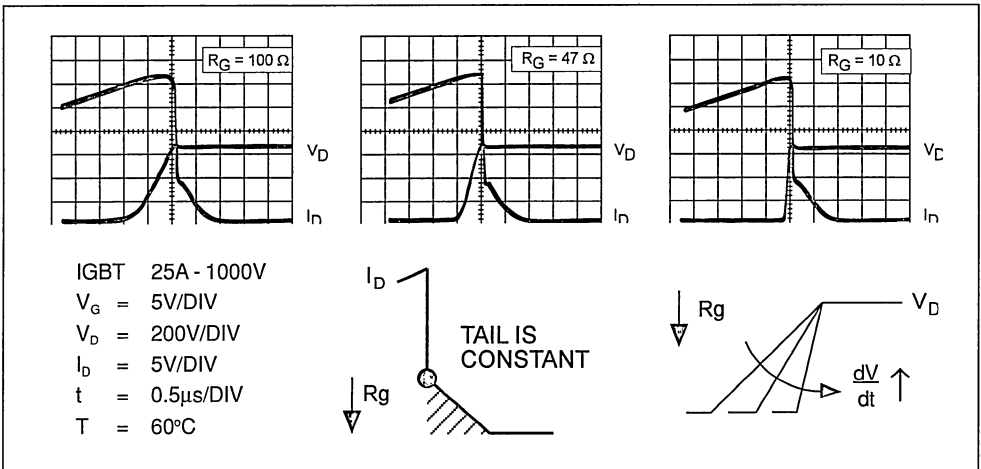 R_G = 100 Ω
R_G = 47 Ω
R_G = 10 Ω
V_D
V_D
V_D
I_D
I_D
I_D
IGBT 25A - 1000V
V_G = 5V/DIV
V_D = 200V/DIV
I_D = 5V/DIV
t = 0.5µs/DIV
T = 60°C
I_D
TAIL IS
CONSTANT
Rg
Rg
V_D
dV
dt